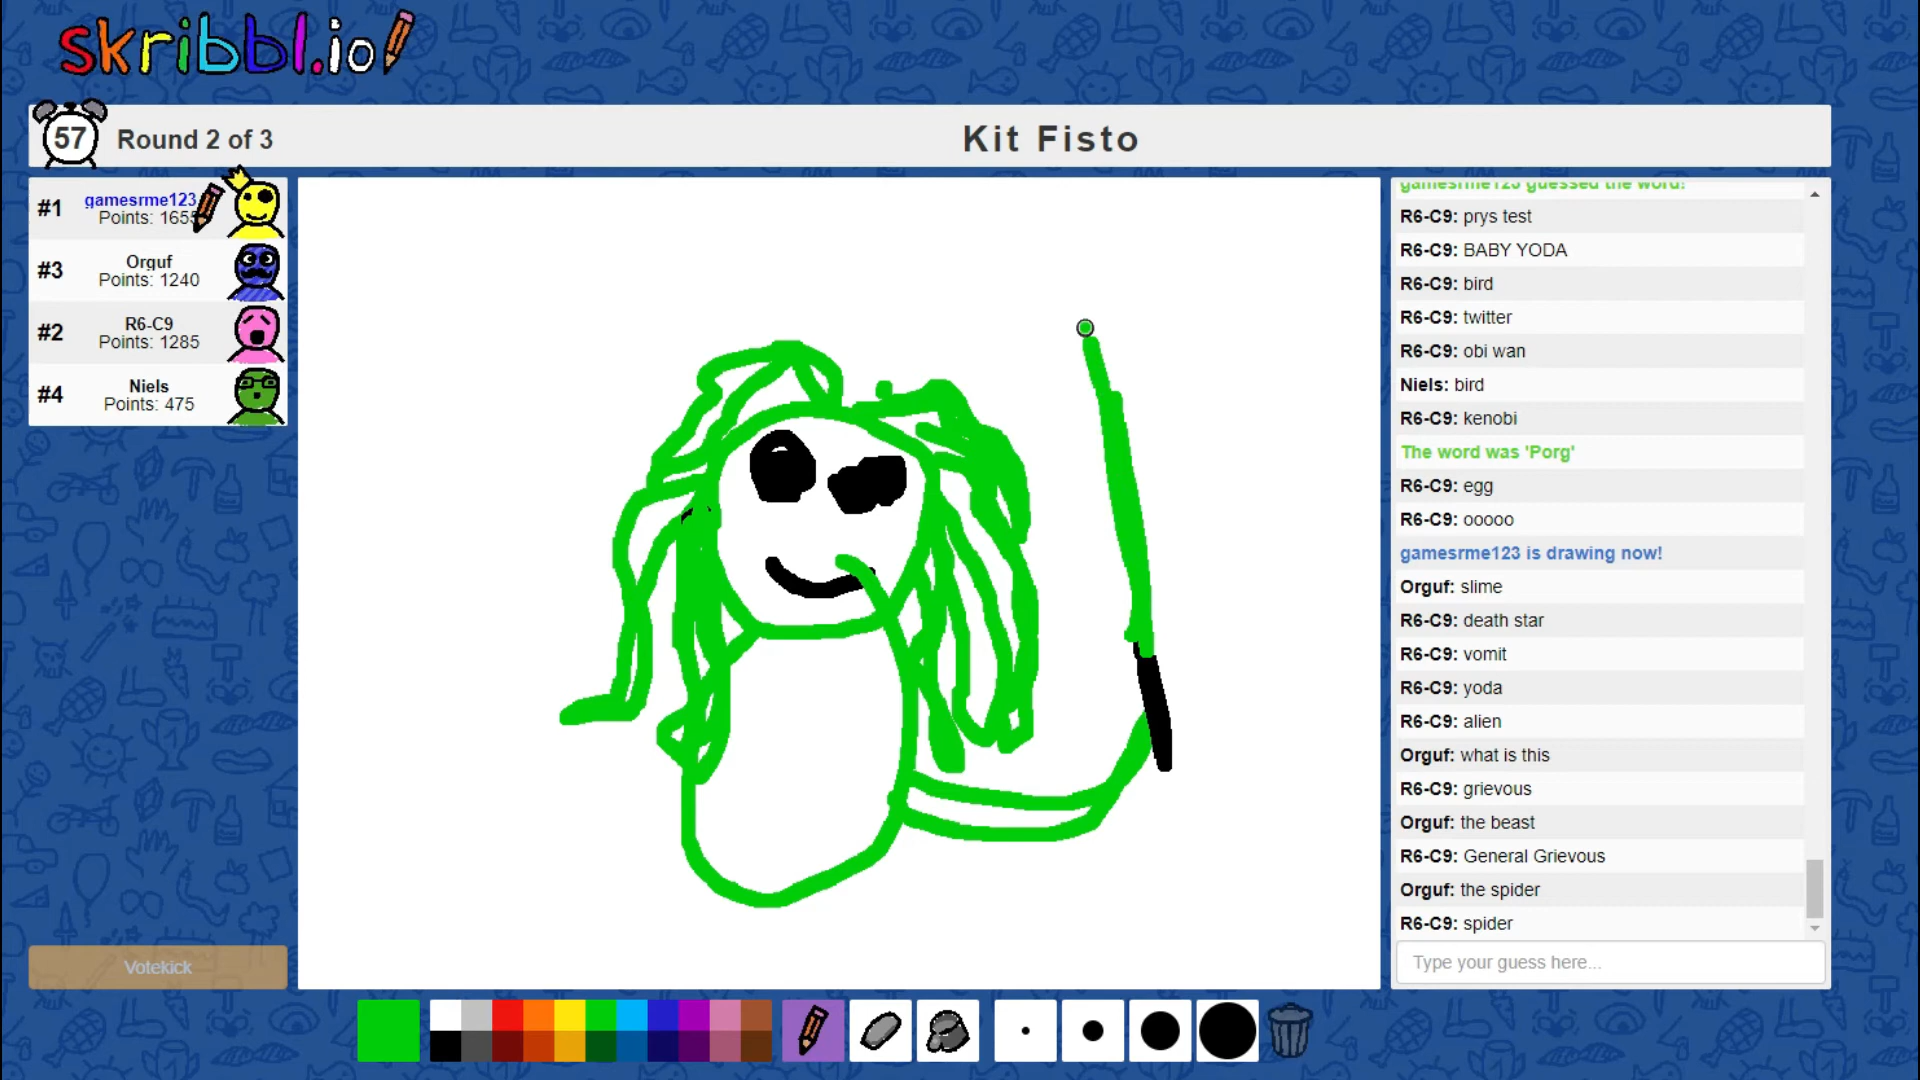 skribbl.io
57
Round 2 of 3
Kit Fisto
#1
gamesrme123
Points: 1655
#3
Orguf
Points: 1240
#2
R6-C9
Points: 1285
#4
Niels
Points: 475
Votekick
gamesrme123 guessed the word!
R6-C9: prys test
R6-C9: BABY YODA
R6-C9: bird
R6-C9: twitter
R6-C9: obi wan
Niels: bird
R6-C9: kenobi
The word was 'Porg'
R6-C9: egg
R6-C9: ooooo
gamesrme123 is drawing now!
Orguf: slime
R6-C9: death star
R6-C9: vomit
R6-C9: yoda
R6-C9: alien
Orguf: what is this
R6-C9: grievous
Orguf: the beast
R6-C9: General Grievous
Orguf: the spider
R6-C9: spider
Type your guess here...